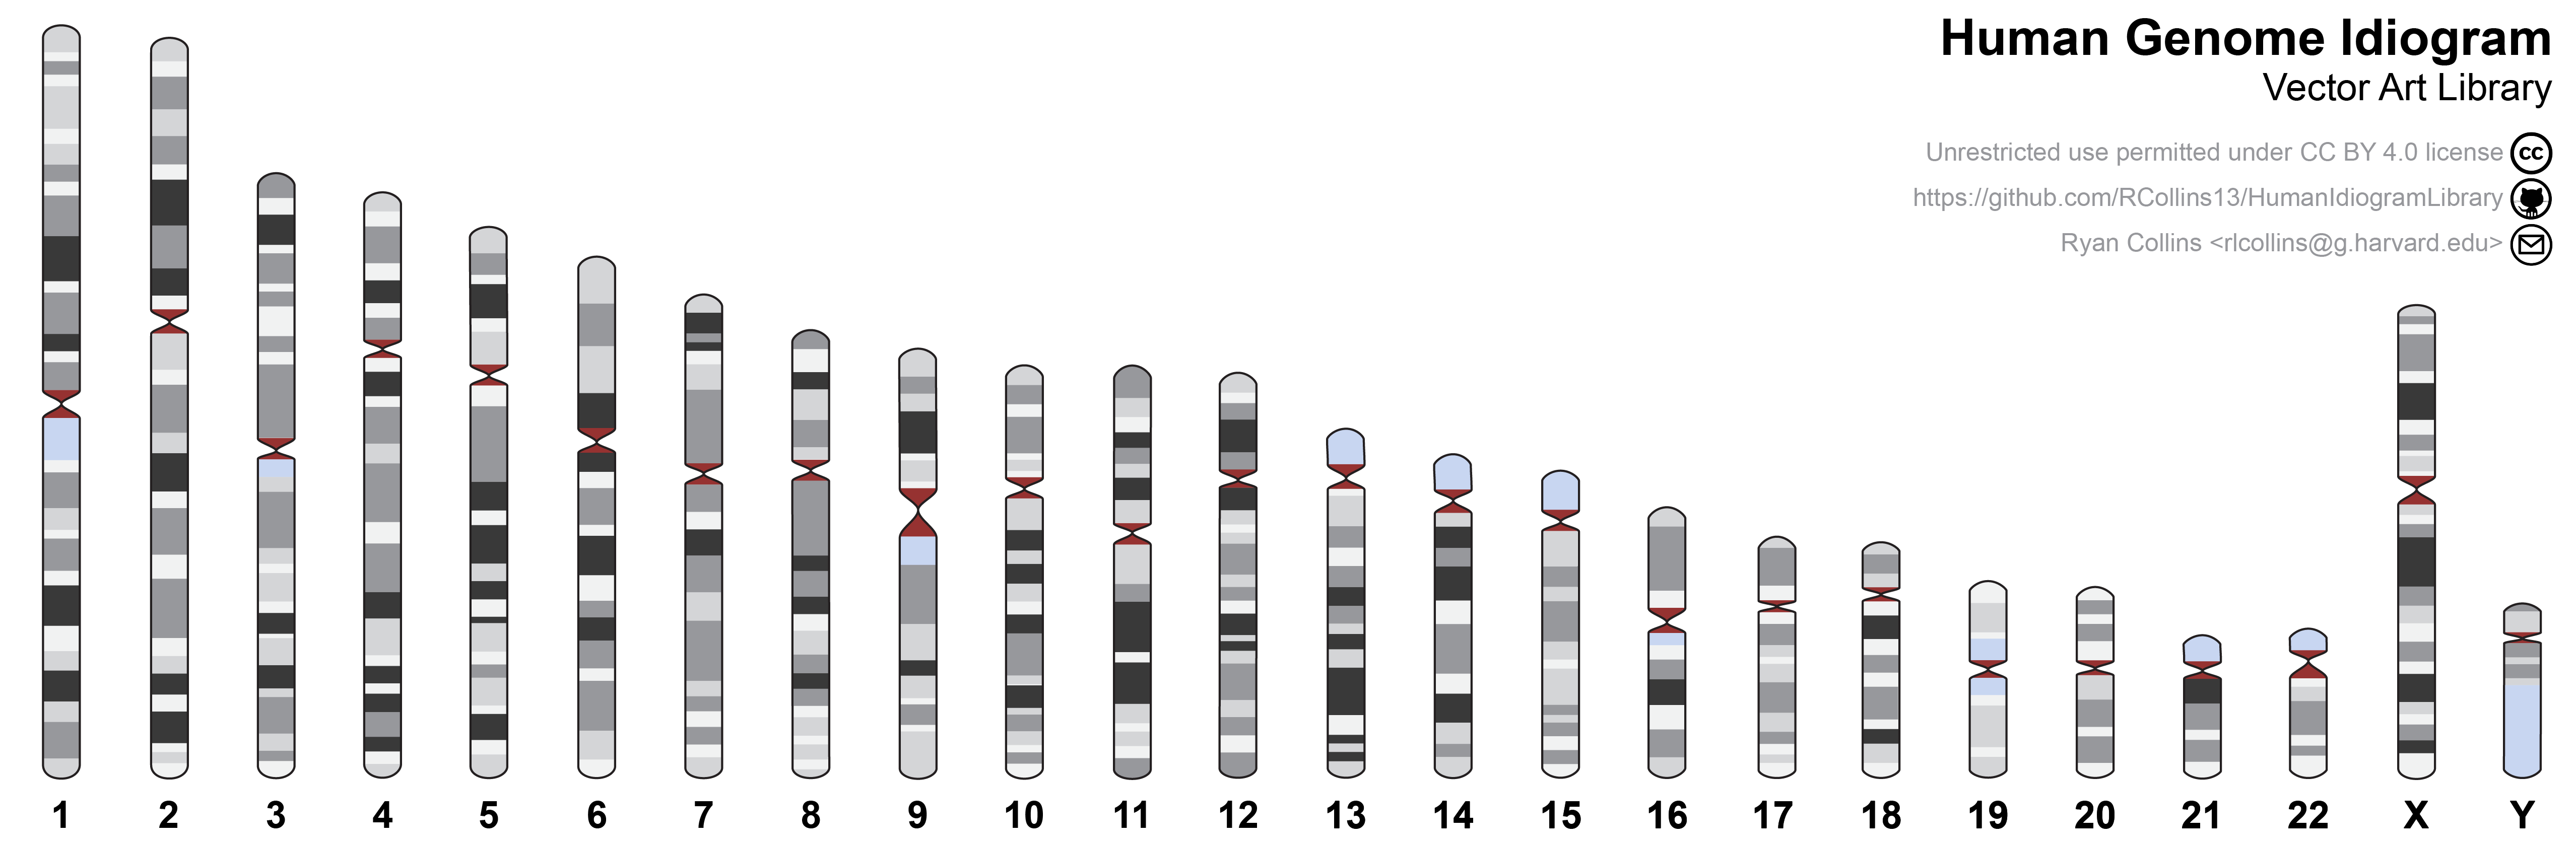 Human Genome Idiogram
Vector Art Library
Unrestricted use permitted under CC BY 4.0 license cc
https://github.com/RCollins13/HumanIdiogramLibrary
Ryan Collins <rlcollins@g.harvard.edu>
1 2 3 4 5 6 7 8 9 10 11 12 13 14 15 16 17 18 19 20 21 22 X Y